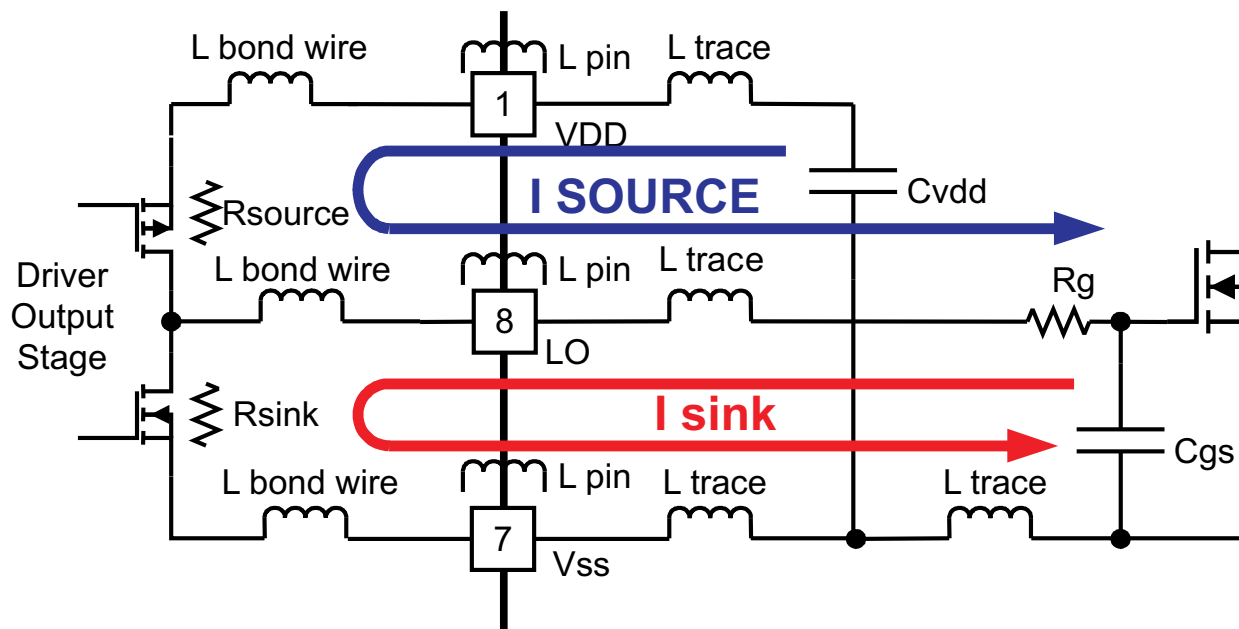 L bond wire
L pin
L trace
1
VDD
I SOURCE
Cvdd
Rsource
L bond wire
L pin
L trace
Rg
Driver
Output
Stage
8
LO
Rsink
I sink
Cgs
L bond wire
L pin
L trace
L trace
7
Vss